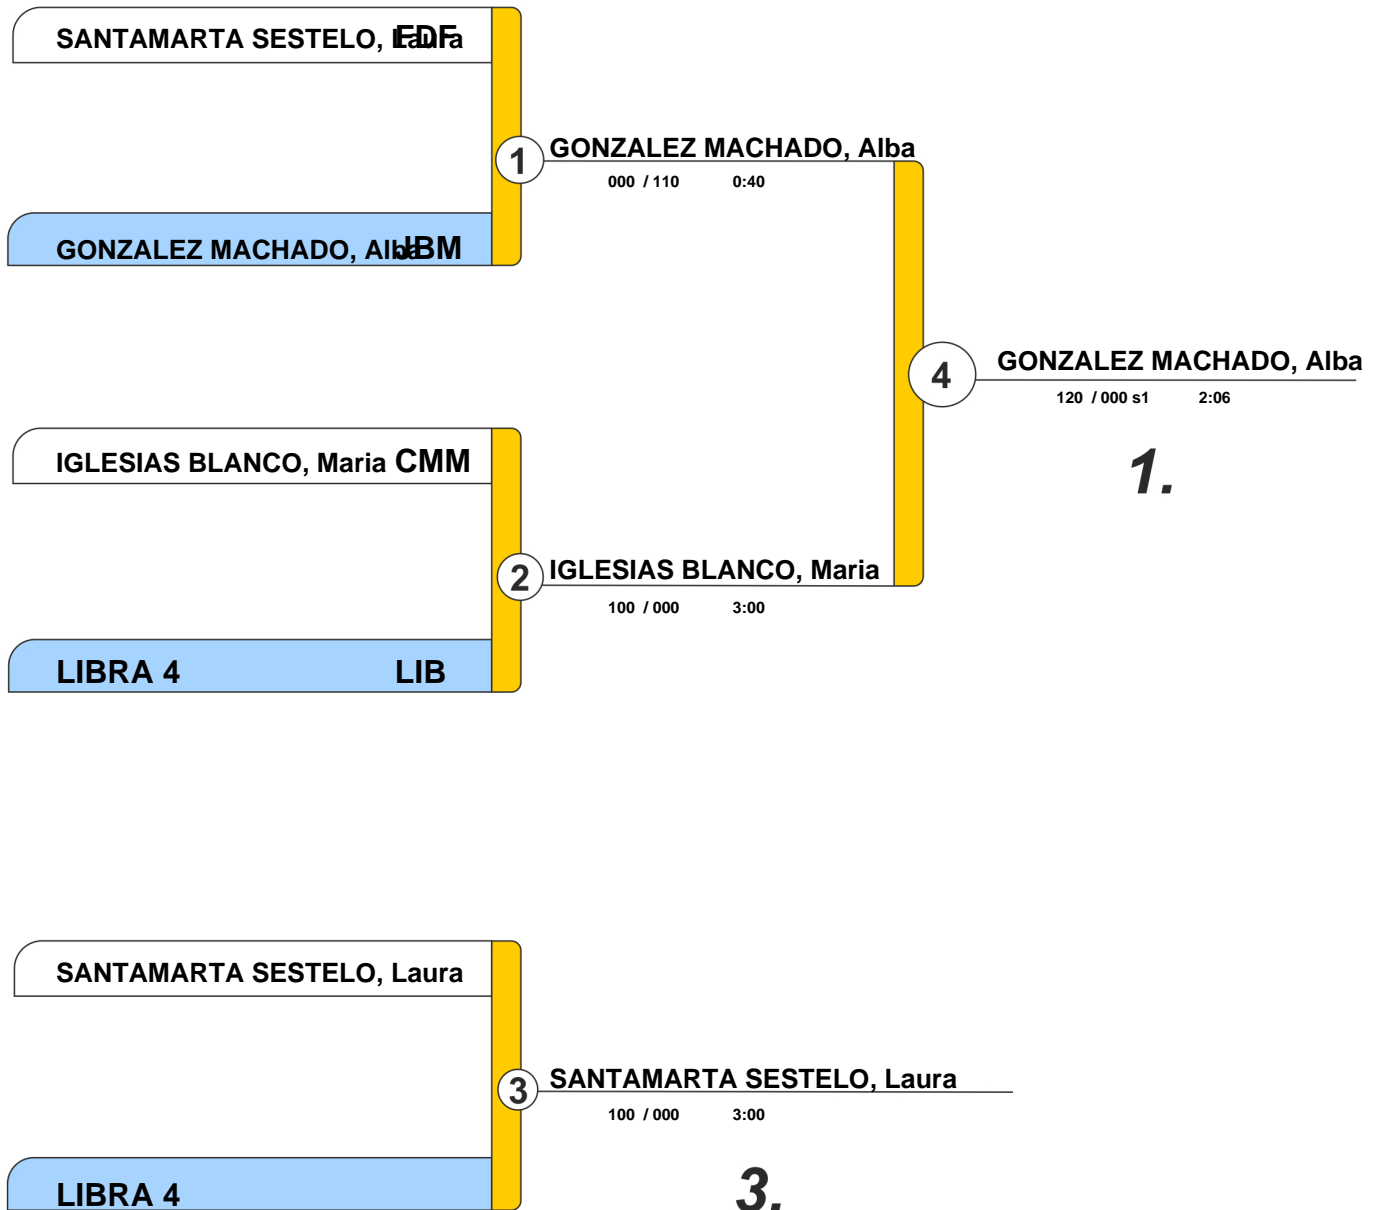 SANTAMARTA SESTELO, Laura FDF
1 GONZALEZ MACHADO, Alba
000 / 110 0:40
GONZALEZ MACHADO, Alba JBM
4 GONZALEZ MACHADO, Alba
120 / 000 s1 2:06
1.
IGLESIAS BLANCO, Maria CMM
2 IGLESIAS BLANCO, Maria
100 / 000 3:00
LIBRA 4 LIB
SANTAMARTA SESTELO, Laura
3 SANTAMARTA SESTELO, Laura
100 / 000 3:00
3.
LIBRA 4